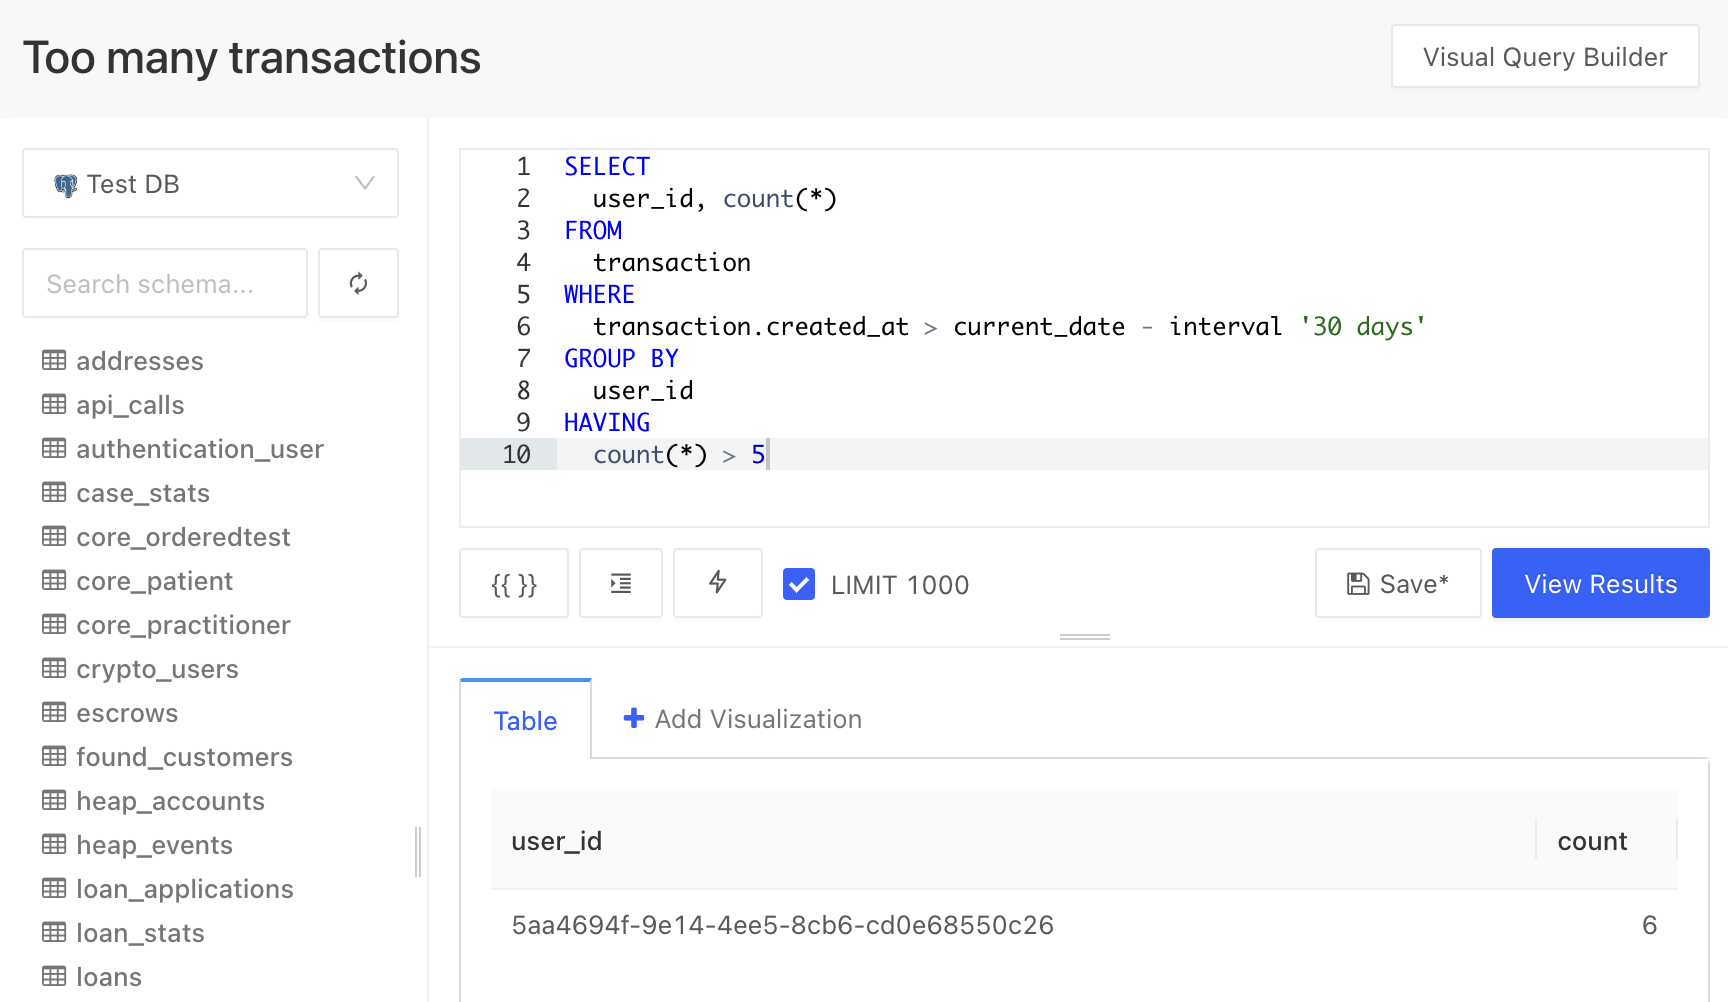 Too many transactions
Visual Query Builder
Test DB
Search schema...
addresses
api_calls
authentication_user
case_stats
core_orderedtest
core_patient
core_practitioner
crypto_users
escrows
found_customers
heap_accounts
heap_events
loan_applications
loan_stats
loans
1 SELECT
2 user_id, count(*)
3 FROM
4 transaction
5 WHERE
6 transaction.created_at > current_date - interval '30 days'
7 GROUP BY
8 user_id
9 HAVING
10 count(*) > 5
{{ }}
LIMIT 1000
Save*
View Results
Table
Add Visualization
user_id count
5aa4694f-9e14-4ee5-8cb6-cd0e68550c26 6